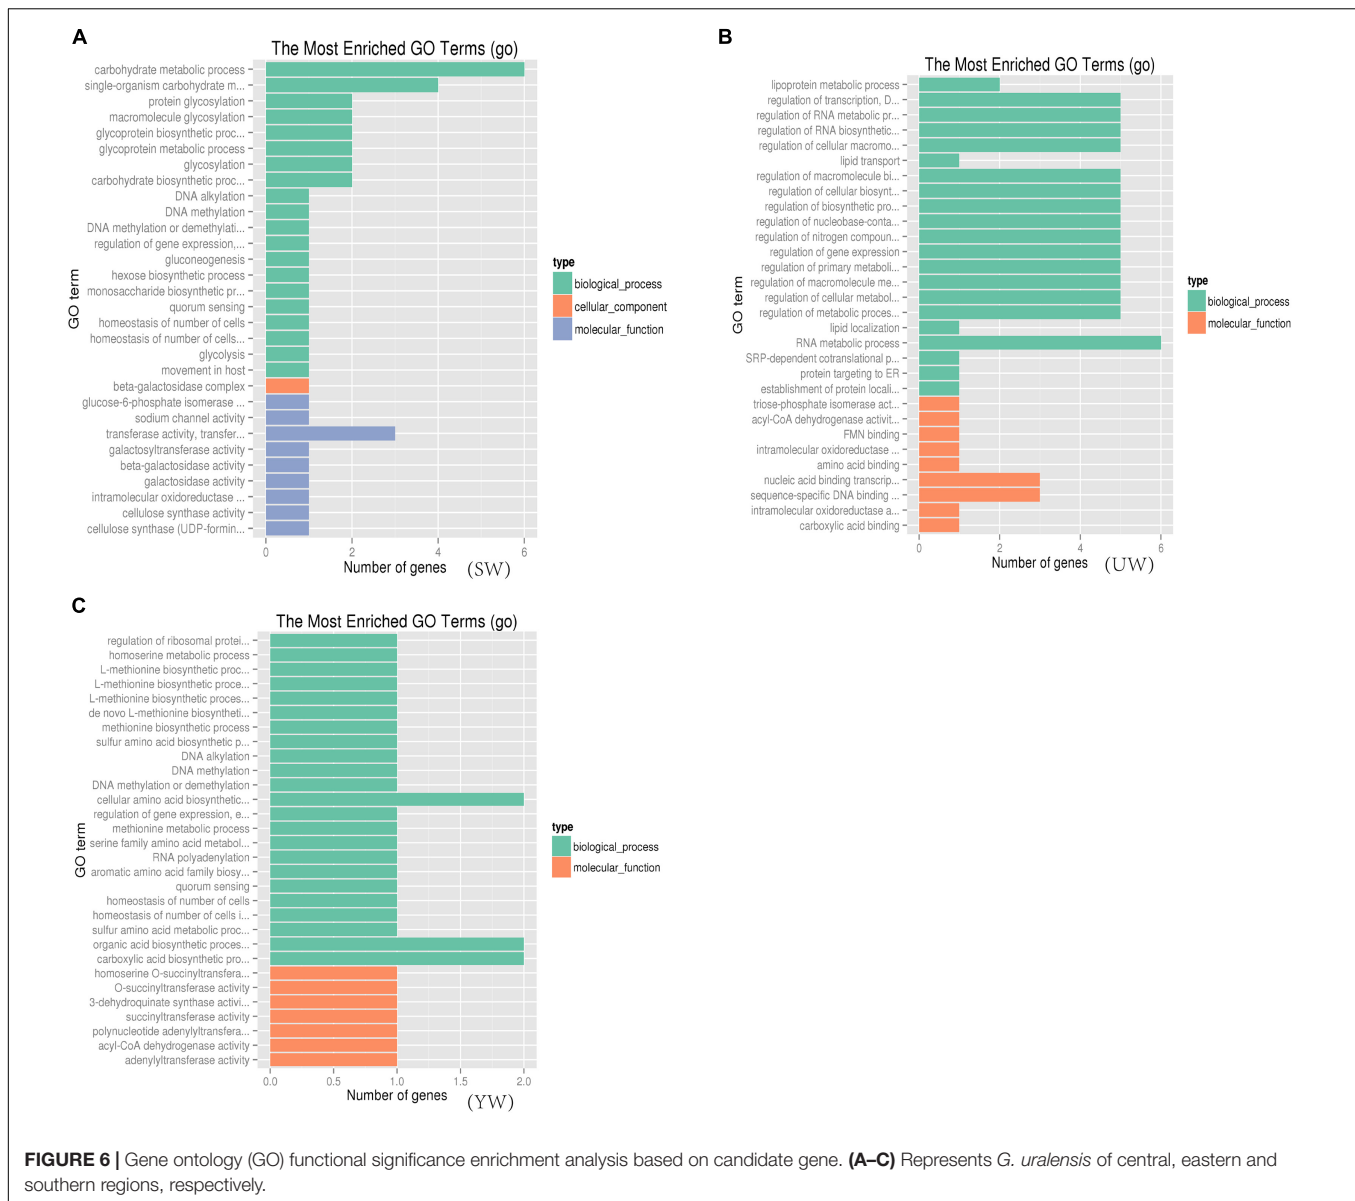 A
The Most Enriched GO Terms (go)
carbohydrate metabolic process
single-organism carbohydrate m...
protein glycosylation
macromolecule glycosylation
glycoprotein biosynthetic proc...
glycoprotein metabolic process
glycosylation
carbohydrate biosynthetic proc...
DNA alkylation
DNA methylation
DNA methylation or demethylati...
regulation of gene expression,...
gluconeogenesis
hexose biosynthetic process
monosaccharide biosynthetic pr...
quorum sensing
homeostasis of number of cells
homeostasis of number of cells...
glycolysis
movement in host
beta-galactosidase complex
glucose-6-phosphate isomerase ...
sodium channel activity
transferase activity, transfer...
galactosyltransferase activity
beta-galactosidase activity
galactosidase activity
intramolecular oxidoreductase ...
cellulose synthase activity
cellulose synthase (UDP-formin...
GO term
0 2 4 6
Number of genes (SW)
type
biological_process
cellular_component
molecular_function
B
The Most Enriched GO Terms (go)
lipoprotein metabolic process
regulation of transcription, D...
regulation of RNA metabolic pr...
regulation of RNA biosynthetic...
regulation of cellular macromo...
lipid transport
regulation of macromolecule bi...
regulation of cellular biosynt...
regulation of biosynthetic pro...
regulation of nucleobase-conta...
regulation of nitrogen compoun...
regulation of gene expression
regulation of primary metaboli...
regulation of macromolecule me...
regulation of cellular metabol...
regulation of metabolic proces...
lipid localization
RNA metabolic process
SRP-dependent cotranslational p...
protein targeting to ER
establishment of protein locali...
triose-phosphate isomerase act...
acyl-CoA dehydrogenase activit...
FMN binding
intramolecular oxidoreductase ...
amino acid binding
nucleic acid binding transcrip...
sequence-specific DNA binding ...
intramolecular oxidoreductase a...
carboxylic acid binding
GO term
0 2 4 6
Number of genes (UW)
type
biological_process
molecular_function
C
The Most Enriched GO Terms (go)
regulation of ribosomal protei...
homoserine metabolic process
L-methionine biosynthetic proc...
L-methionine biosynthetic proce...
L-methionine biosynthetic proces...
de novo L-methionine biosyntheti...
methionine biosynthetic process
sulfur amino acid biosynthetic p...
DNA alkylation
DNA methylation
DNA methylation or demethylation
cellular amino acid biosynthetic...
regulation of gene expression, e...
methionine metabolic process
serine family amino acid metabol...
RNA polyadenylation
aromatic amino acid family biosy...
quorum sensing
homeostasis of number of cells
homeostasis of number of cells i...
sulfur amino acid metabolic proc...
organic acid biosynthetic proces...
carboxylic acid biosynthetic pro...
homoserine O-succinyltransfera...
O-succinyltransferase activity
3-dehydroquinate synthase activi...
succinyltransferase activity
polynucleotide adenylyltransfera...
acyl-CoA dehydrogenase activity
adenylyltransferase activity
GO term
0.0 0.5 1.0 1.5 2.0
Number of genes (YW)
type
biological_process
molecular_function
FIGURE 6 | Gene ontology (GO) functional significance enrichment analysis based on candidate gene. (A–C) Represents G. uralensis of central, eastern and
southern regions, respectively.